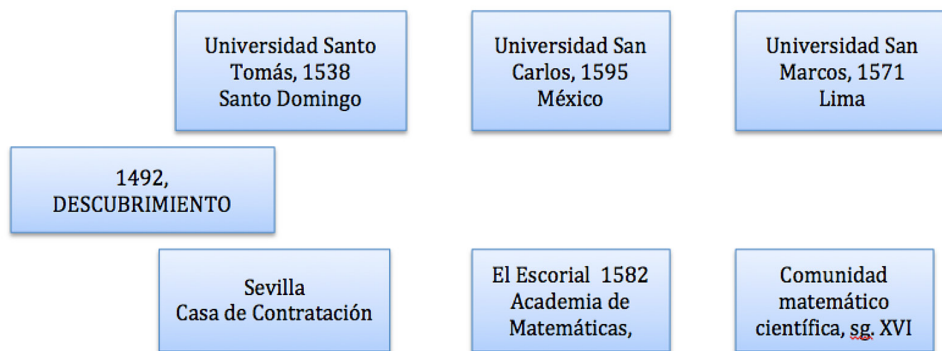 Universidad Santo
Tomás, 1538
Santo Domingo
Universidad San
Carlos, 1595
México
Universidad San
Marcos, 1571
Lima
1492,
DESCUBRIMIENTO
Sevilla
Casa de Contratación
El Escorial 1582
Academia de
Matemáticas,
Comunidad
matemático
científica, sg. XVI